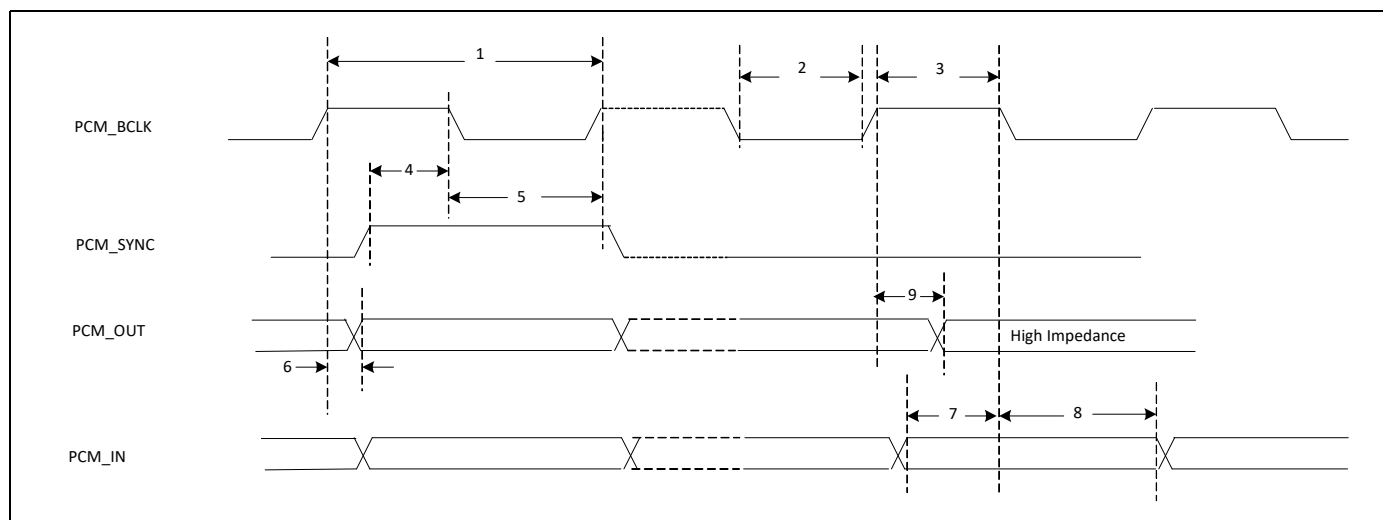 1
2
3
PCM_BCLK
4
5
PCM_SYNC
9
PCM_OUT
High Impedance
6
7
8
PCM_IN